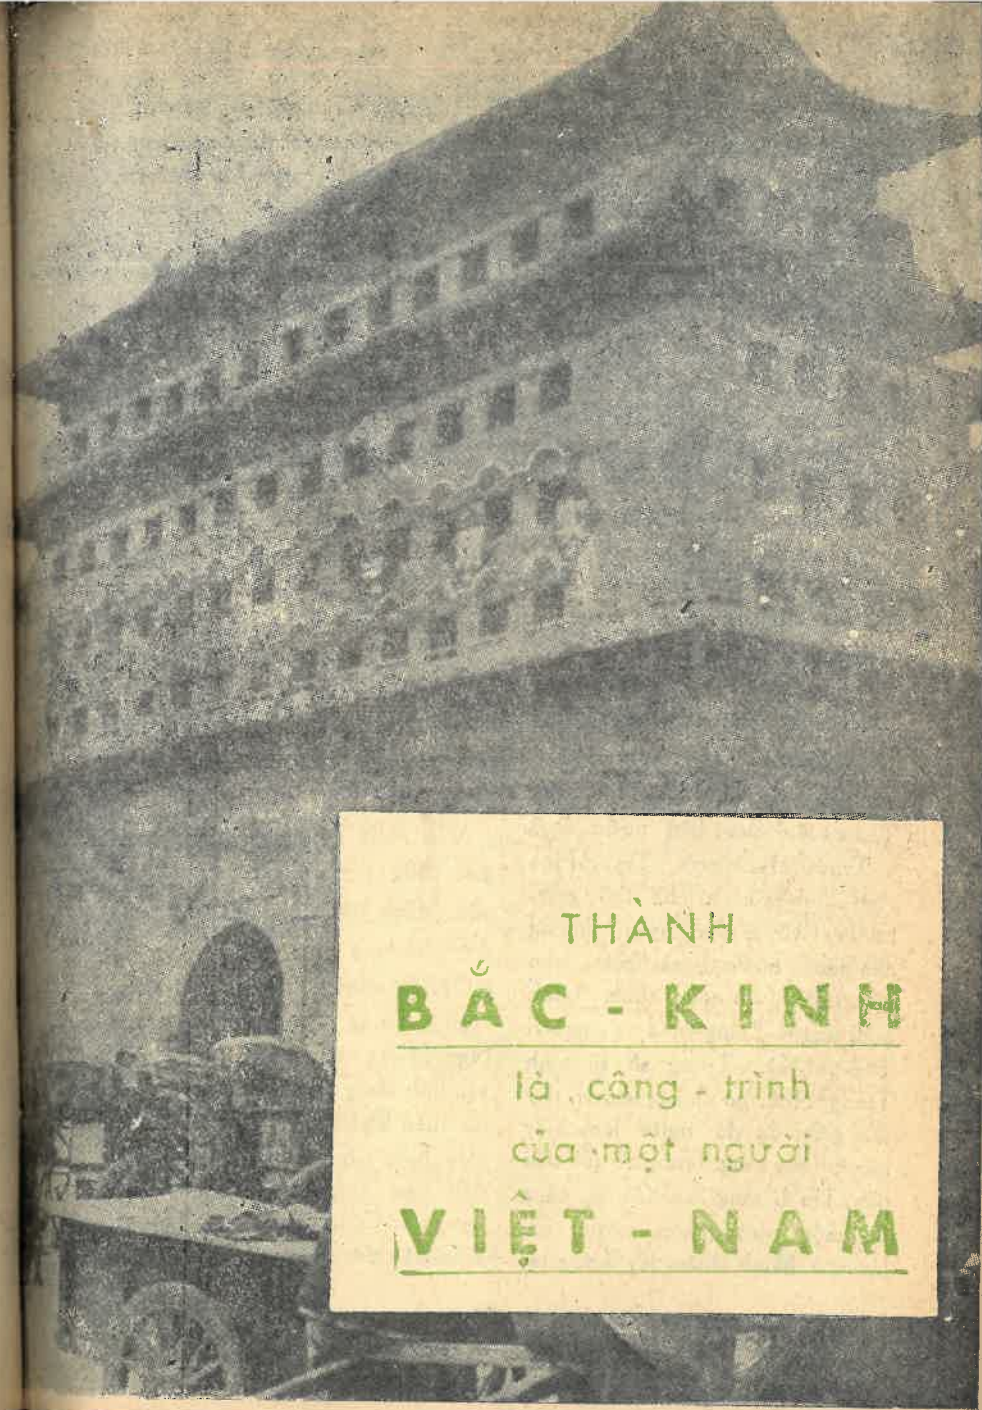 THÀNH
BẮC - KINH
là công - trình
của một người
VIỆT - NAM